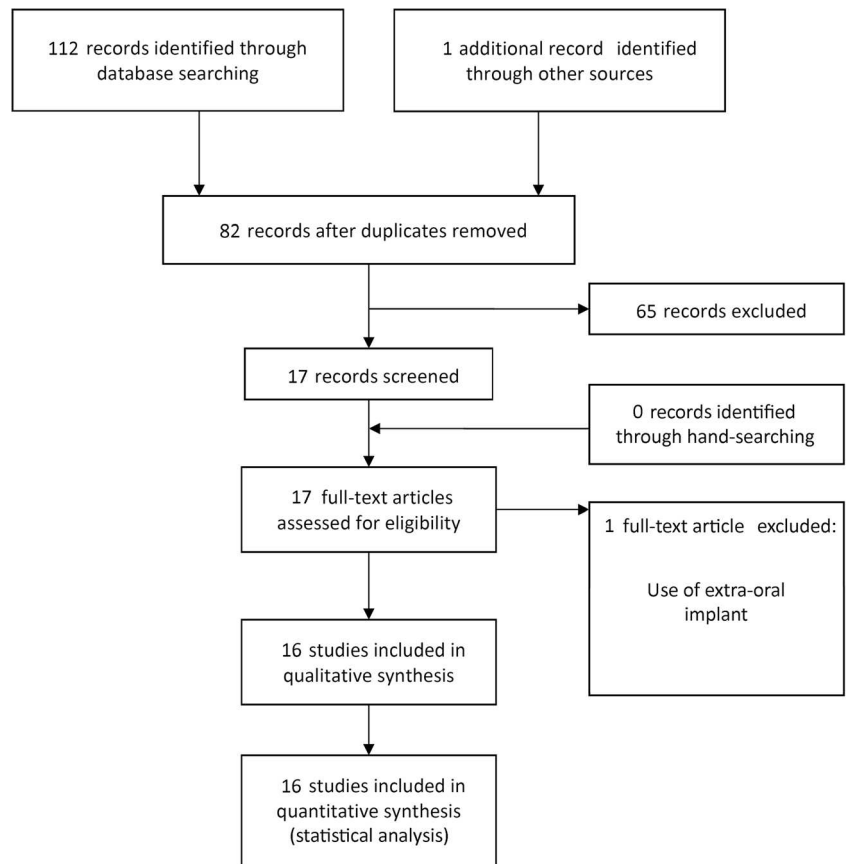 112 records identified through
database searching
1 additional record identified
through other sources
82 records after duplicates removed
65 records excluded
17 records screened
0 records identified
through hand-searching
17 full-text articles
assessed for eligibility
1 full-text article excluded:
Use of extra-oral
implant
16 studies included in
qualitative synthesis
16 studies included in
quantitative synthesis
(statistical analysis)